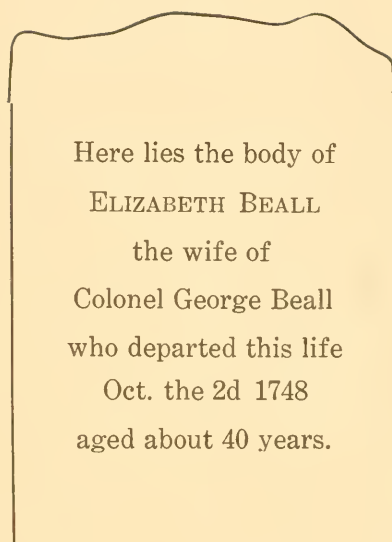 Here lies the body of
ELIZABETH BEALL
the wife of
Colonel George Beall
who departed this life
Oct. the 2d 1748
aged about 40 years.